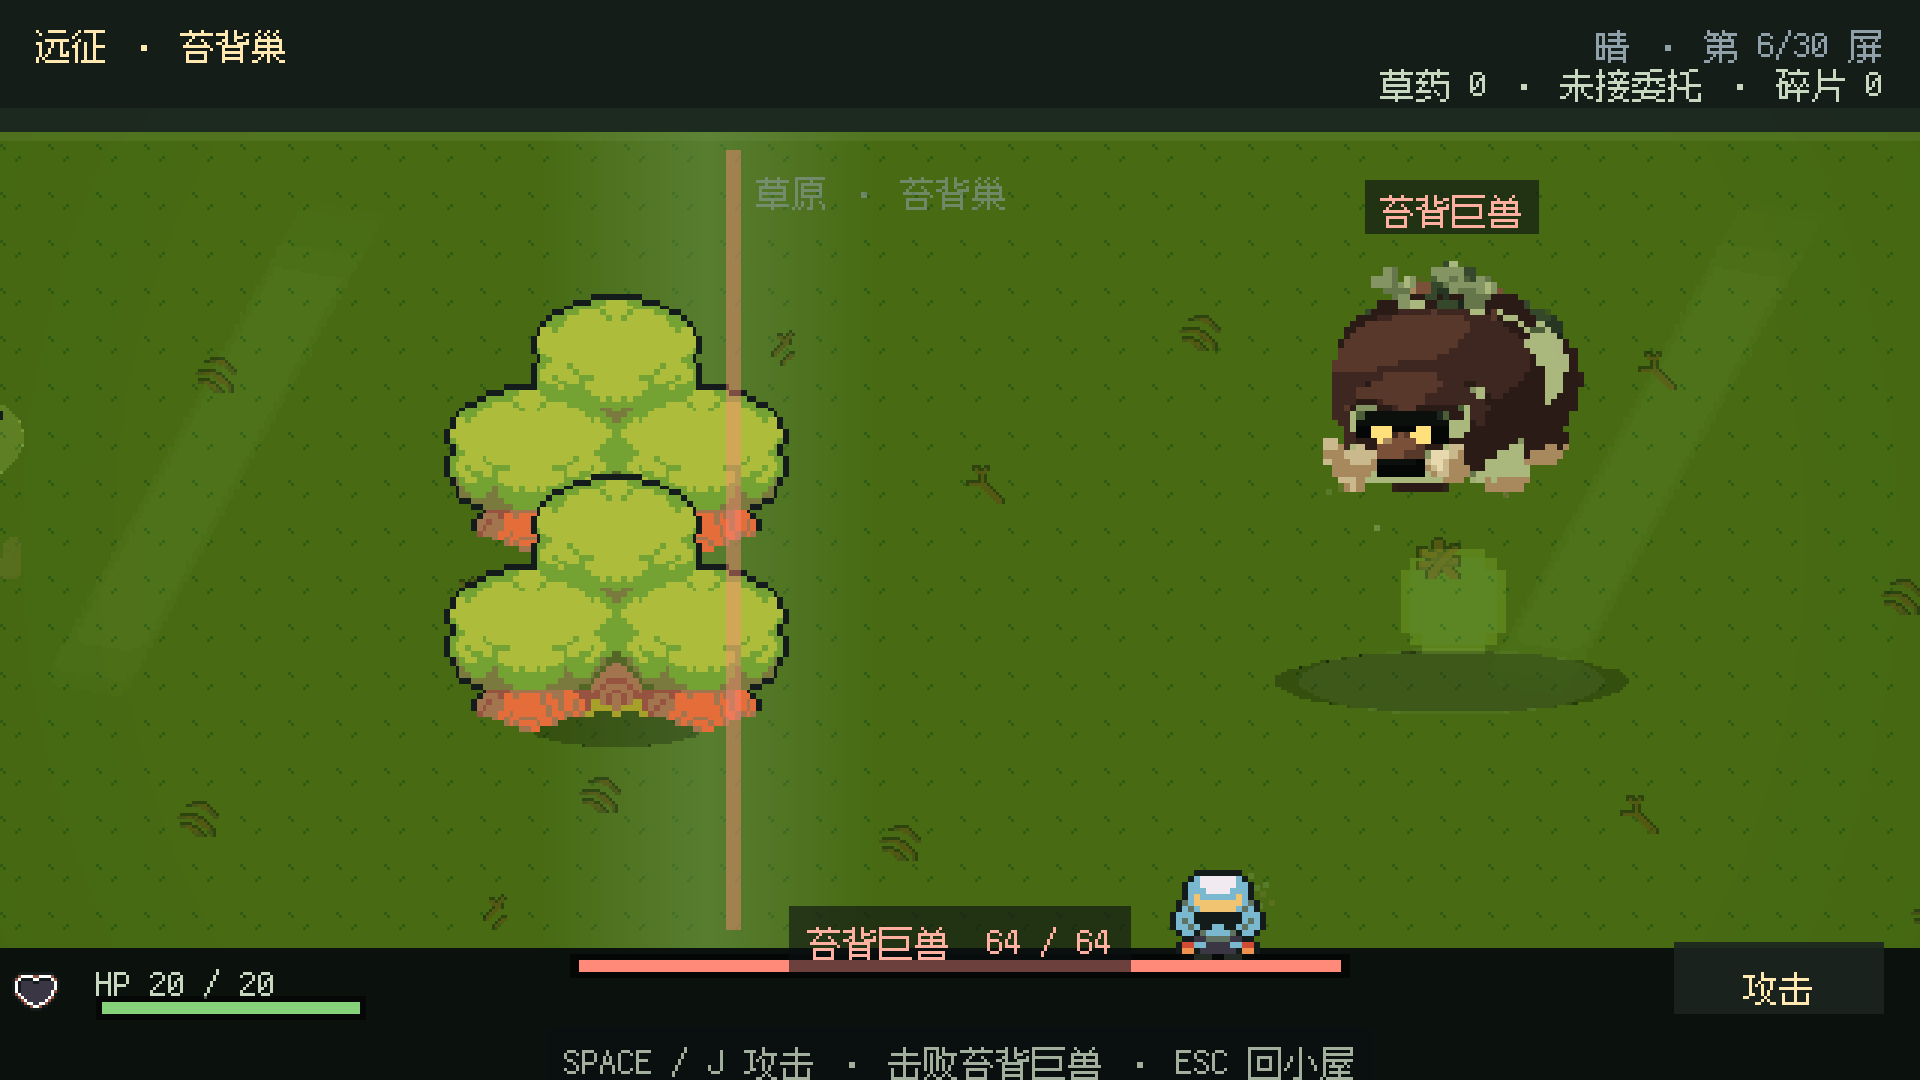 远征 · 苔背巢
晴 · 第 6/30 屏
草药 0 · 未接委托 · 碎片 0
草原 · 苔背巢
苔背巨兽
苔背巨兽 64 / 64
HP 20 / 20
攻击
SPACE / J 攻击 · 击败苔背巨兽 · ESC 回小屋